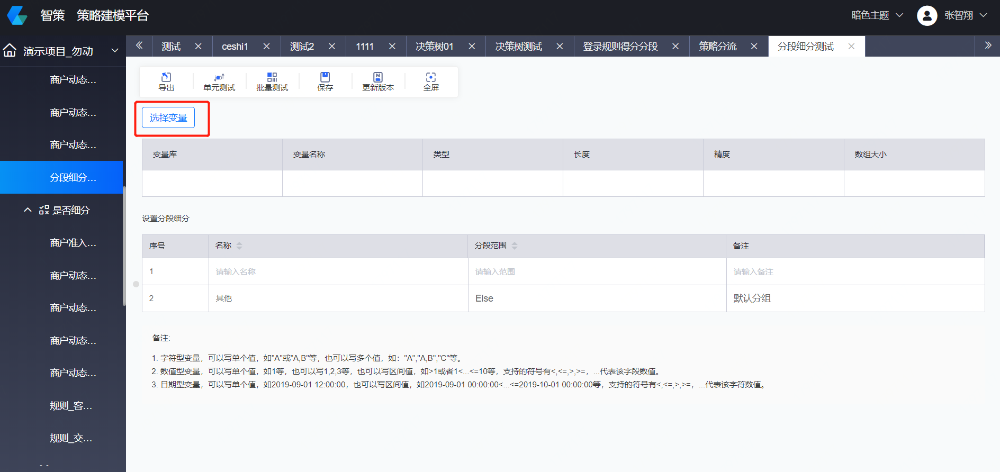 智策 策略建模平台
暗色主题
张智翔
演示项目_勿动
测试
ceshi1
测试2
1111
决策树01
决策树测试
登录规则得分分段
策略分流
分段细分测试
商户动态...
商户动态...
商户动态...
分段细分...
是否细分
商户准入...
商户动态...
商户动态...
商户动态...
商户动态...
规则_客...
规则_交...
导出
单元测试
批量测试
保存
更新版本
全屏
选择变量
变量库 变量名称 类型 长度 精度 数组大小
设置分段细分
序号 名称 分段范围 备注
1 请输入名称 请输入范围 请输入备注
2 其他 Else 默认分组
备注:
1. 字符型变量，可以写单个值，如"A"或"A,B"等，也可以写多个值，如："A","A,B","C"等。
2. 数值型变量，可以写单个值，如1等，也可以写1,2,3等，也可以写区间值，如>1或者1<...<=10等，支持的符号有<,<=,>,>=，...代表该字段数值。
3. 日期型变量，可以写单个值，如2019-09-01 12:00:00，也可以写区间值，如2019-09-01 00:00:00<...<=2019-10-01 00:00:00等，支持的符号有<,<=,>,>=，...代表该字符数值。